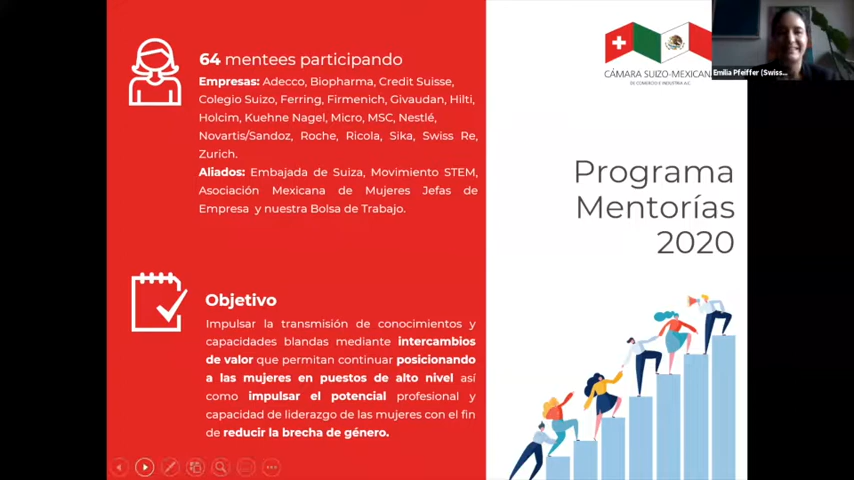 64 mentees participando
Empresas: Adecco, Biopharma, Credit Suisse,
Colegio Suizo, Ferring, Firmenich, Givaudan, Hilti,
Holcim, Kuehne Nagel, Micro, MSC, Nestlé,
Novartis/Sandoz, Roche, Ricola, Sika, Swiss Re,
Zurich.
Aliados: Embajada de Suiza, Movimiento STEM,
Asociación Mexicana de Mujeres Jefas de
Empresa y nuestra Bolsa de Trabajo.
Objetivo
Impulsar la transmisión de conocimientos y
capacidades blandas mediante intercambios
de valor que permitan continuar posicionando
a las mujeres en puestos de alto nivel así
como impulsar el potencial profesional y
capacidad de liderazgo de las mujeres con el fin
de reducir la brecha de género.
CÁMARA SUIZO-MEXICAN
DE COMERCIO E INDUSTRIA A.C.
Emilia Pfeiffer (Swiss...
Programa
Mentorías
2020